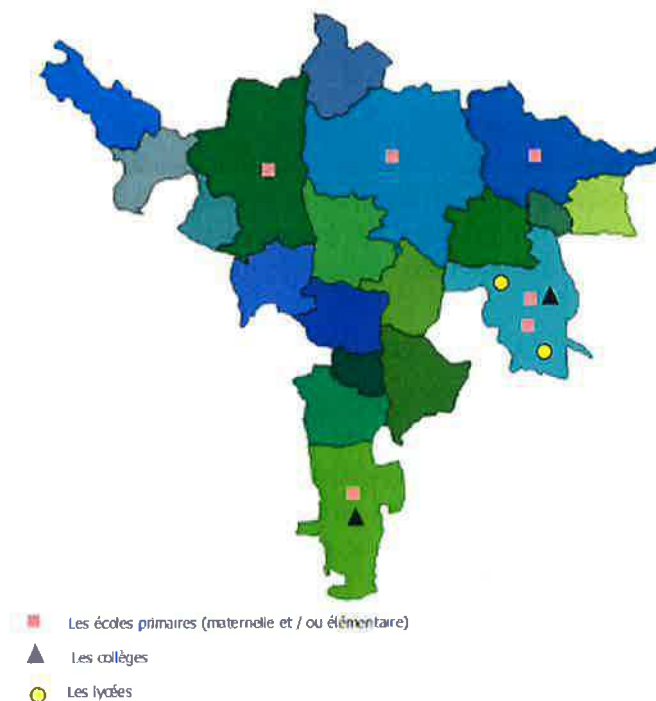 Les écoles primaires (maternelle et / ou élémentaire)
Les collèges
Les lycées